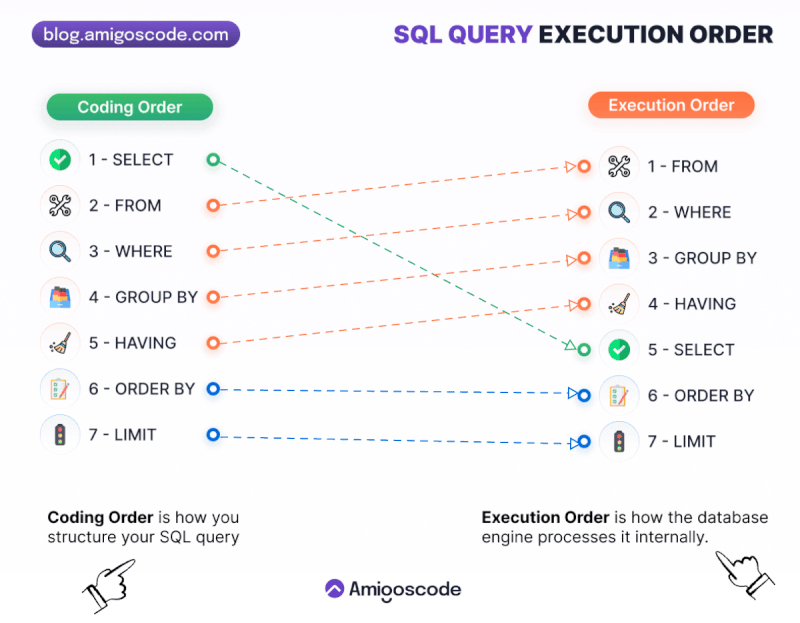 blog.amigoscode.com
SQL QUERY EXECUTION ORDER
Coding Order
1 - SELECT
2 - FROM
3 - WHERE
4 - GROUP BY
5 - HAVING
6 - ORDER BY
7 - LIMIT
Execution Order
1 - FROM
2 - WHERE
3 - GROUP BY
4 - HAVING
5 - SELECT
6 - ORDER BY
7 - LIMIT
Coding Order is how you
structure your SQL query
Execution Order is how the database
engine processes it internally.
Amigoscode